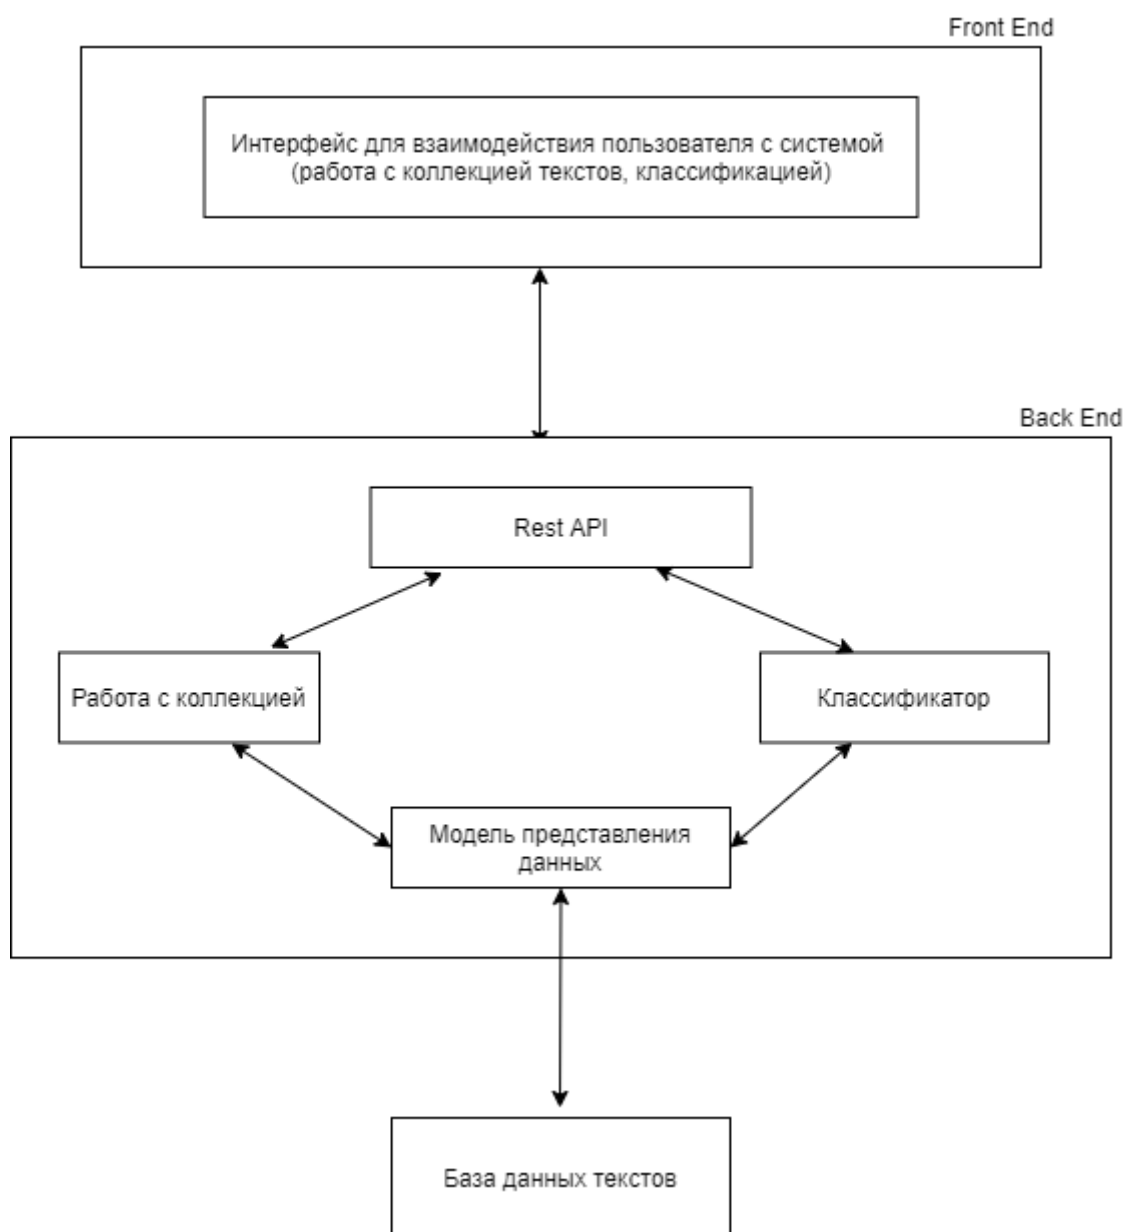 Front End
Интерфейс для взаимодействия пользователя с системой
(работа с коллекцией текстов, классификацией)
Back End
Rest API
Работа с коллекцией
Классификатор
Модель представления
данных
База данных текстов